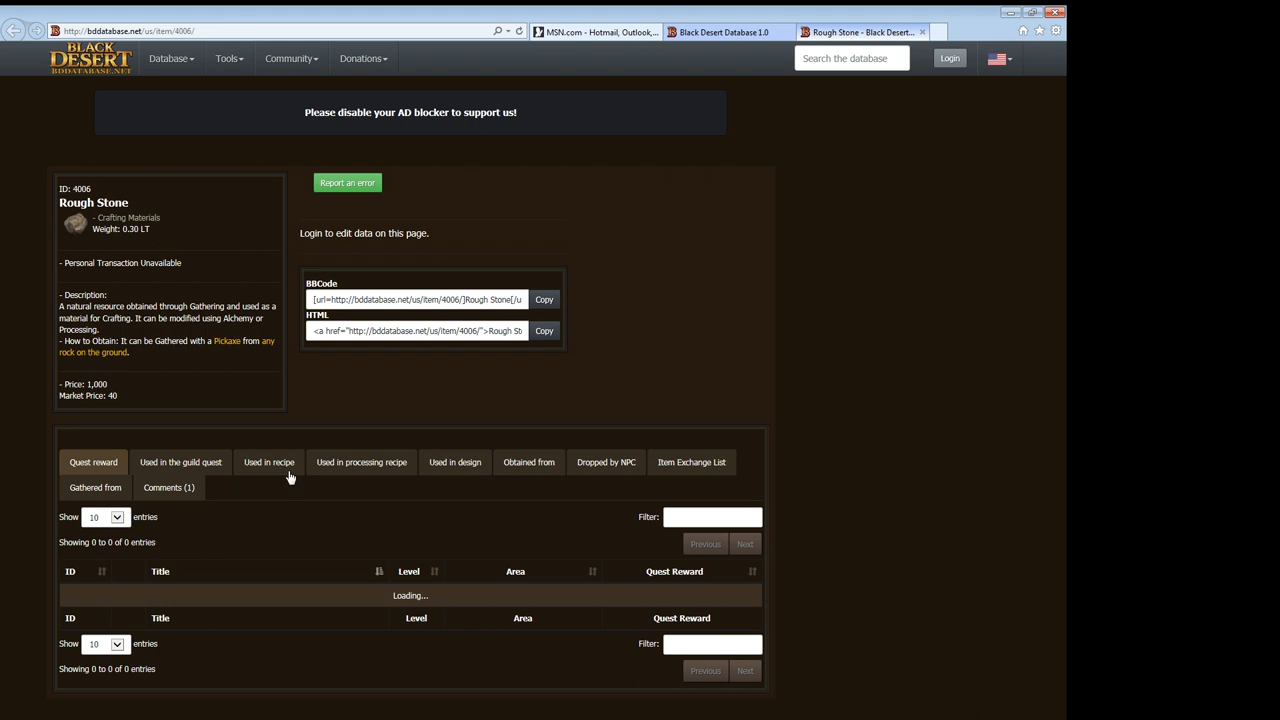 http://bddatabase.net/us/item/4006/
MSN.com - Hotmail, Outlook,...
Black Desert Database 1.0
Rough Stone - Black Desert...
BLACK DESERT
BDDATABASE.NET
Database
Tools
Community
Donations
Search the database
Login
Please disable your AD blocker to support us!
ID: 4006
Rough Stone
- Crafting Materials
Weight: 0.30 LT
- Personal Transaction Unavailable
- Description:
A natural resource obtained through Gathering and used as a
material for Crafting. It can be modified using Alchemy or
Processing.
- How to Obtain: It can be Gathered with a Pickaxe from any
rock on the ground.
- Price: 1,000
Market Price: 40
Report an error
Login to edit data on this page.
BBCode
[url=http://bddatabase.net/us/item/4006/]Rough Stone[/u
Copy
HTML
<a href="http://bddatabase.net/us/item/4006/">Rough St
Copy
Quest reward
Used in the guild quest
Used in recipe
Used in processing recipe
Used in design
Obtained from
Dropped by NPC
Item Exchange List
Gathered from
Comments (1)
Show 10 entries
Filter:
Showing 0 to 0 of 0 entries
Previous Next
ID Title Level Area Quest Reward
Loading...
ID Title Level Area Quest Reward
Show 10 entries
Filter:
Showing 0 to 0 of 0 entries
Previous Next